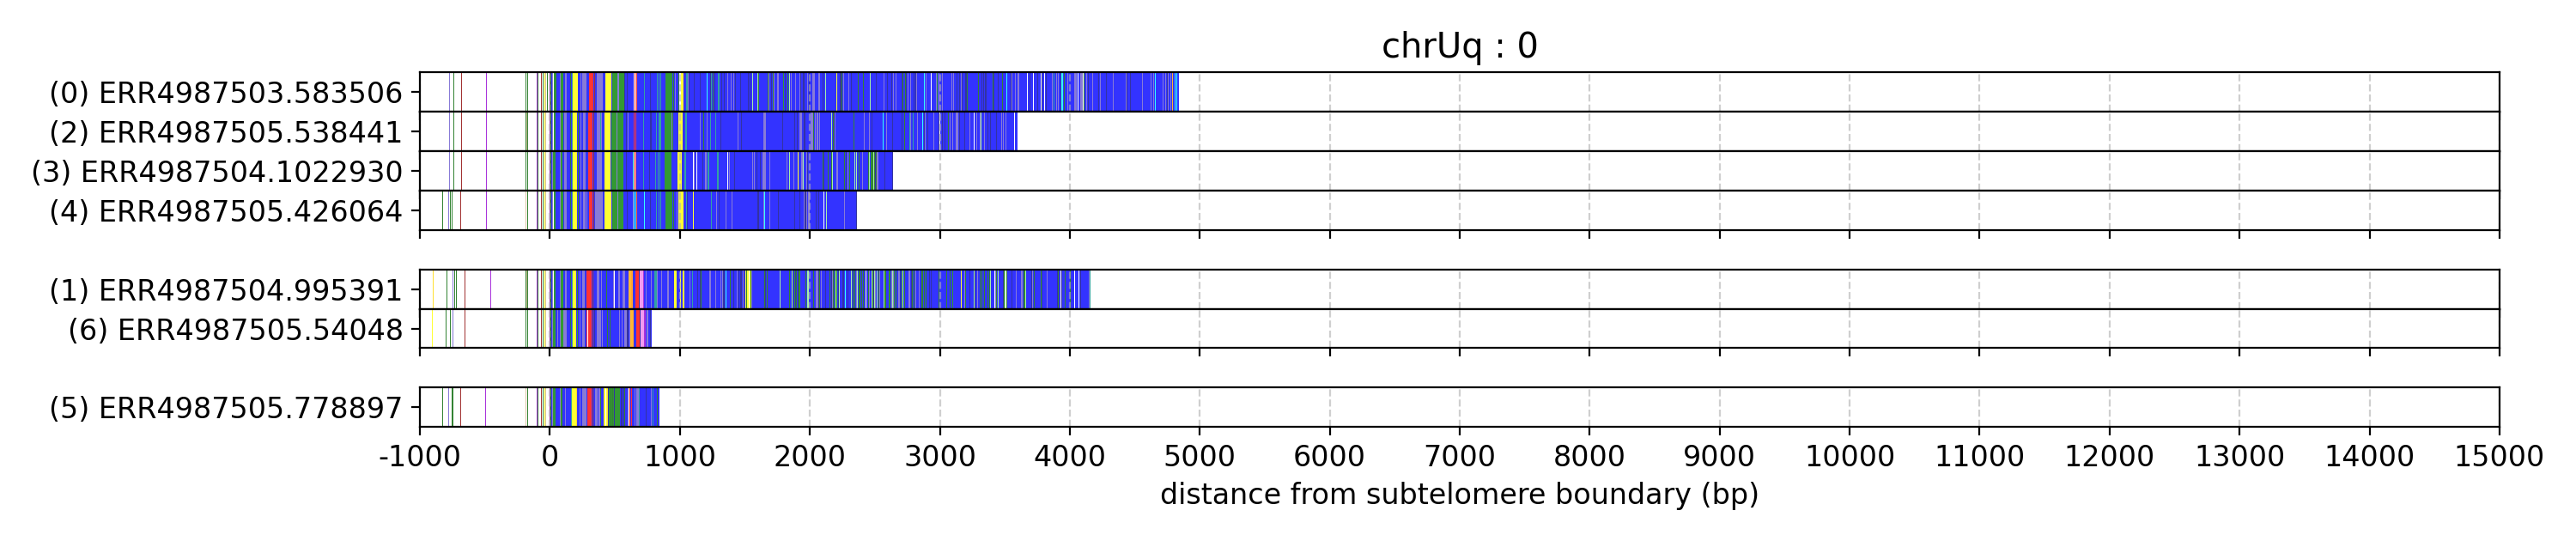 chrUq : 0
(0) ERR4987503.583506
(2) ERR4987505.538441
(3) ERR4987504.1022930
(4) ERR4987505.426064
(1) ERR4987504.995391
(6) ERR4987505.54048
(5) ERR4987505.778897
-1000 0 1000 2000 3000 4000 5000 6000 7000 8000 9000 10000 11000 12000 13000 14000 15000
distance from subtelomere boundary (bp)